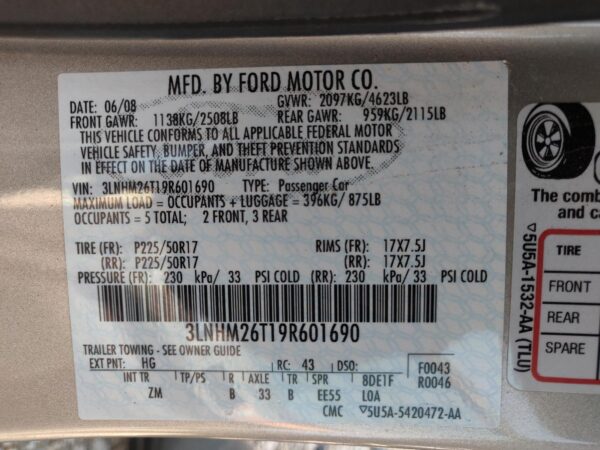 MFD. BY FORD MOTOR CO.
DATE: 06/08 GVWR: 2097KG/4623LB
FRONT GAWR: 1138KG/2508LB REAR GAWR: 959KG/2115LB
THIS VEHICLE CONFORMS TO ALL APPLICABLE FEDERAL MOTOR
VEHICLE SAFETY, BUMPER, AND THEFT PREVENTION STANDARDS
IN EFFECT ON THE DATE OF MANUFACTURE SHOWN ABOVE.
VIN: 3LNHM26T19R601690 TYPE: Passenger Car
MAXIMUM LOAD = OCCUPANTS + LUGGAGE = 396KG/ 875LB
OCCUPANTS = 5 TOTAL; 2 FRONT, 3 REAR
TIRE (FR): P225/50R17 RIMS (FR): 17X7.5J
(RR): P225/50R17 (RR): 17X7.5J
PRESSURE (FR): 230 kPa/ 33 PSI COLD (RR): 230 kPa/ 33 PSI COLD
3LNHM26T19R601690
TRAILER TOWING - SEE OWNER GUIDE
EXT PNT: HG RC: 43 DSO: F0043
INT TR TP/PS R AXLE TR SPR 8DE1F R0046
ZM B 33 B EE55 LOA
CMC ▽5U5A-5420472-AA
The comb
and ca
▽5U5A-1532-AA (TLU)
TIRE
FRONT
REAR
SPARE